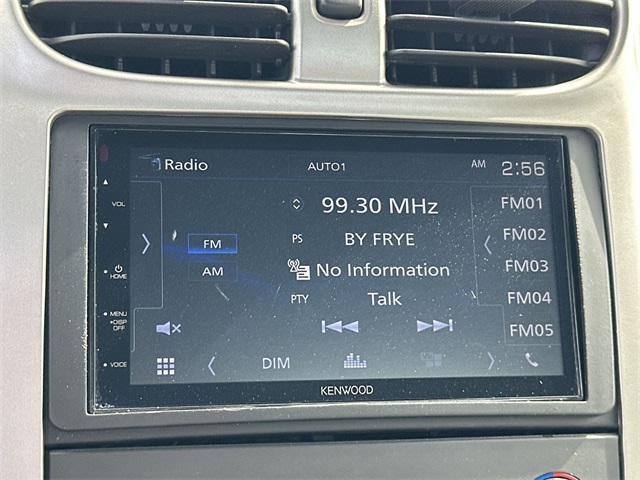 Radio
AUTO1
AM 2:56
VOL
99.30 MHz
FM01
FM
PS BY FRYE
FM02
AM
No Information
FM03
HOME
PTY Talk
FM04
MENU
•DISP OFF
FM05
VOICE
DIM
KENWOOD